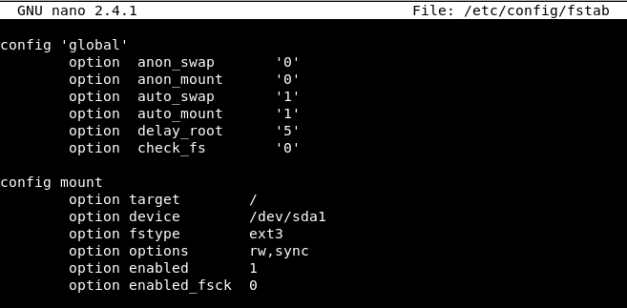 GNU nano 2.4.1 File: /etc/config/fstab
config 'global'
option anon_swap '0'
option anon_mount '0'
option auto_swap '1'
option auto_mount '1'
option delay_root '5'
option check_fs '0'
config mount
option target /
option device /dev/sda1
option fstype ext3
option options rw,sync
option enabled 1
option enabled_fsck 0